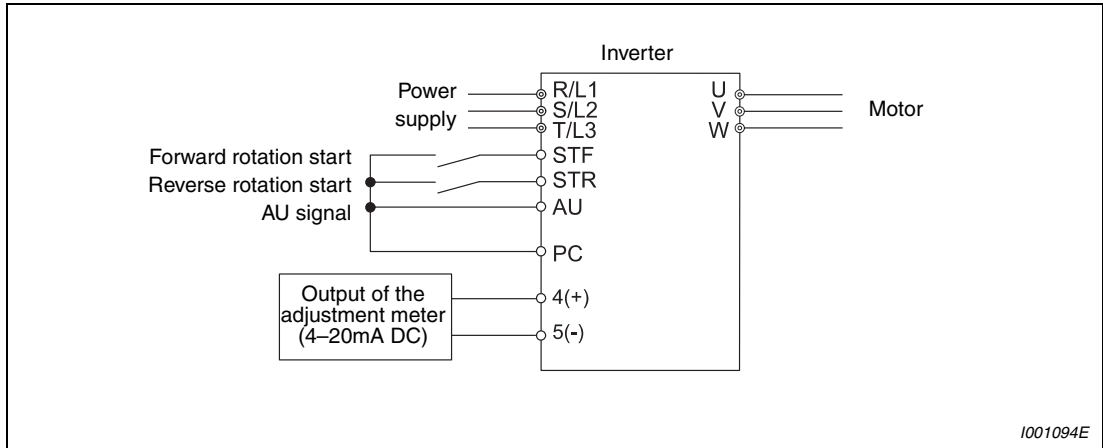 Inverter
Power
supply
R/L1
S/L2
T/L3
U
V
W
Motor
Forward rotation start
STF
Reverse rotation start
STR
AU signal
AU
PC
Output of the
adjustment meter
(4–20mA DC)
4(+)
5(-)
I001094E